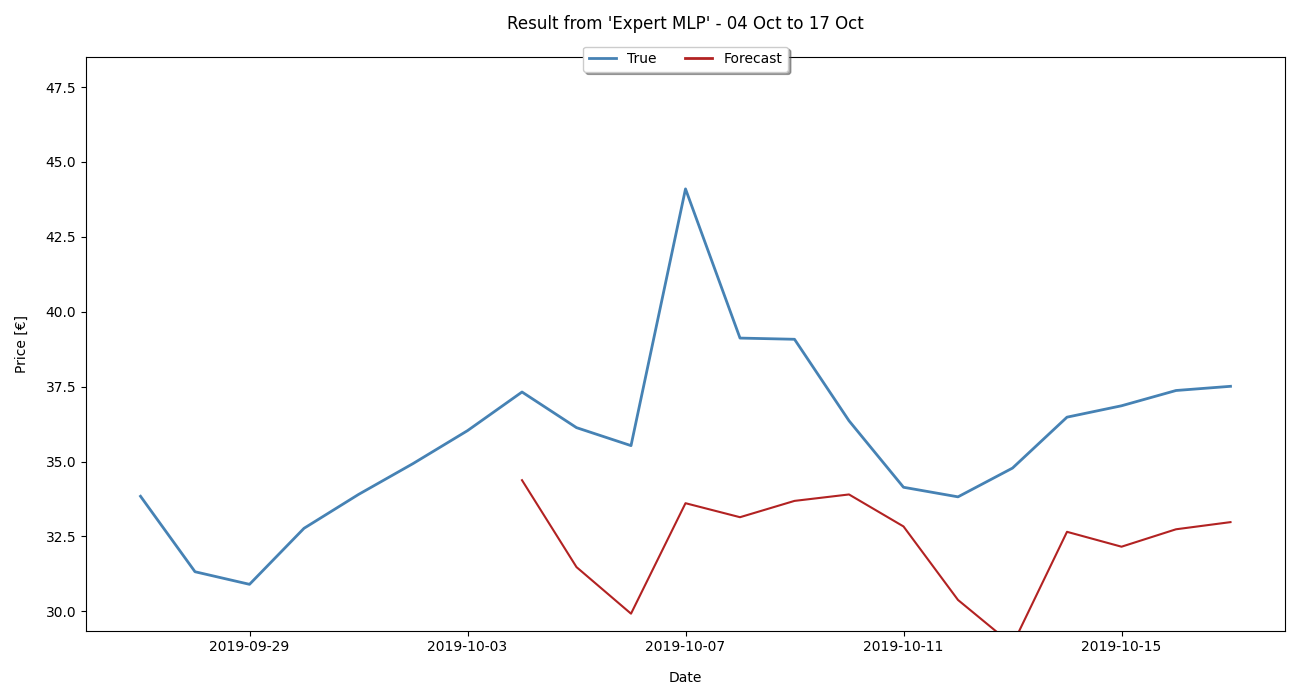 Result from 'Expert MLP' - 04 Oct to 17 Oct
True Forecast
47.5
45.0
42.5
40.0
37.5
35.0
32.5
30.0
Price [€]
2019-09-29 2019-10-03 2019-10-07 2019-10-11 2019-10-15
Date